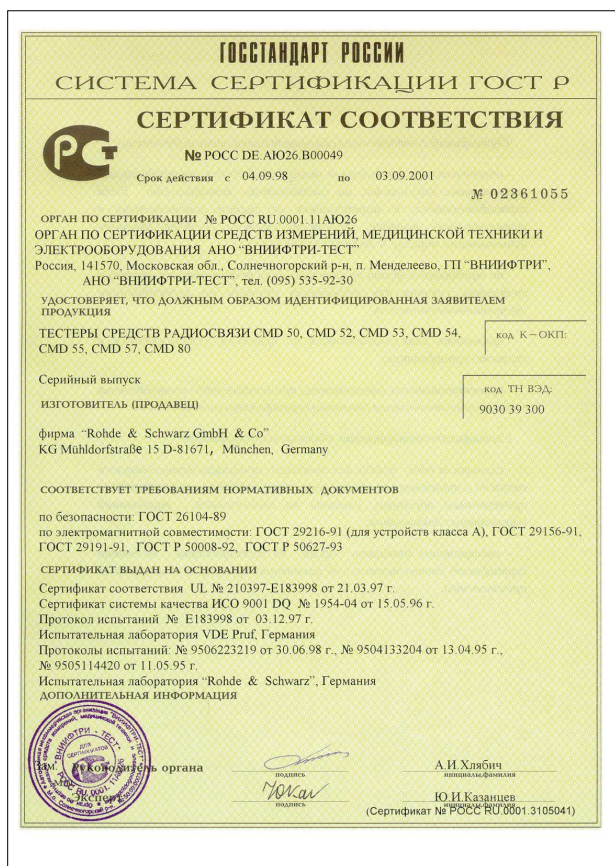 ГОССТАНДАРТ РОССИИ
СИСТЕМА СЕРТИФИКАЦИИ ГОСТ Р
СЕРТИФИКАТ СООТВЕТСТВИЯ
№ РОСС DE.АЮ26.В00049
Срок действия с 04.09.98 по 03.09.2001
№ 02361055
ОРГАН ПО СЕРТИФИКАЦИИ № РОСС RU.0001.11АЮ26
ОРГАН ПО СЕРТИФИКАЦИИ СРЕДСТВ ИЗМЕРЕНИЙ, МЕДИЦИНСКОЙ ТЕХНИКИ И
ЭЛЕКТРООБОРУДОВАНИЯ АНО “ВНИИФТРИ-ТЕСТ”
Россия, 141570, Московская обл., Солнечногорский р-н, п. Менделеево, ГП “ВНИИФТРИ”,
АНО “ВНИИФТРИ-ТЕСТ”, тел. (095) 535-92-30
УДОСТОВЕРЯЕТ, ЧТО ДОЛЖНЫМ ОБРАЗОМ ИДЕНТИФИЦИРОВАННАЯ ЗАЯВИТЕЛЕМ
ПРОДУКЦИЯ
ТЕСТЕРЫ СРЕДСТВ РАДИОСВЯЗИ CMD 50, CMD 52, CMD 53, CMD 54,
CMD 55, CMD 57, CMD 80
код К–ОКП:
Серийный выпуск
код ТН ВЭД:
9030 39 300
ИЗГОТОВИТЕЛЬ (ПРОДАВЕЦ)
фирма “Rohde & Schwarz GmbH & Co”
KG Mühldorfstraße 15 D-81671, München, Germany
СООТВЕТСТВУЕТ ТРЕБОВАНИЯМ НОРМАТИВНЫХ ДОКУМЕНТОВ
по безопасности: ГОСТ 26104-89
по электромагнитной совместимости: ГОСТ 29216-91 (для устройств класса А), ГОСТ 29156-91,
ГОСТ 29191-91, ГОСТ Р 50008-92, ГОСТ Р 50627-93
СЕРТИФИКАТ ВЫДАН НА ОСНОВАНИИ
Сертификат соответствия UL № 210397-E183998 от 21.03.97 г.
Сертификат системы качества ИСО 9001 DQ № 1954-04 от 15.05.96 г.
Протокол испытаний № E183998 от 03.12.97 г.
Испытательная лаборатория VDE Pruf, Германия
Протоколы испытаний: № 9506223219 от 30.06.98 г., № 9504133204 от 13.04.95 г.,
№ 9505114420 от 11.05.95 г.
Испытательная лаборатория “Rohde & Schwarz”, Германия
ДОПОЛНИТЕЛЬНАЯ ИНФОРМАЦИЯ
ВНИИФТРИ - ТЕСТ
ДЛЯ
СЕРТИФИКАТОВ
Зам. Руководитель органа
подпись
А.И.Хлябич
инициалы,фамилия
Эксперт
подпись
Ю.И.Казанцев
инициалы,фамилия
(Сертификат № РОСС RU.0001.3105041)